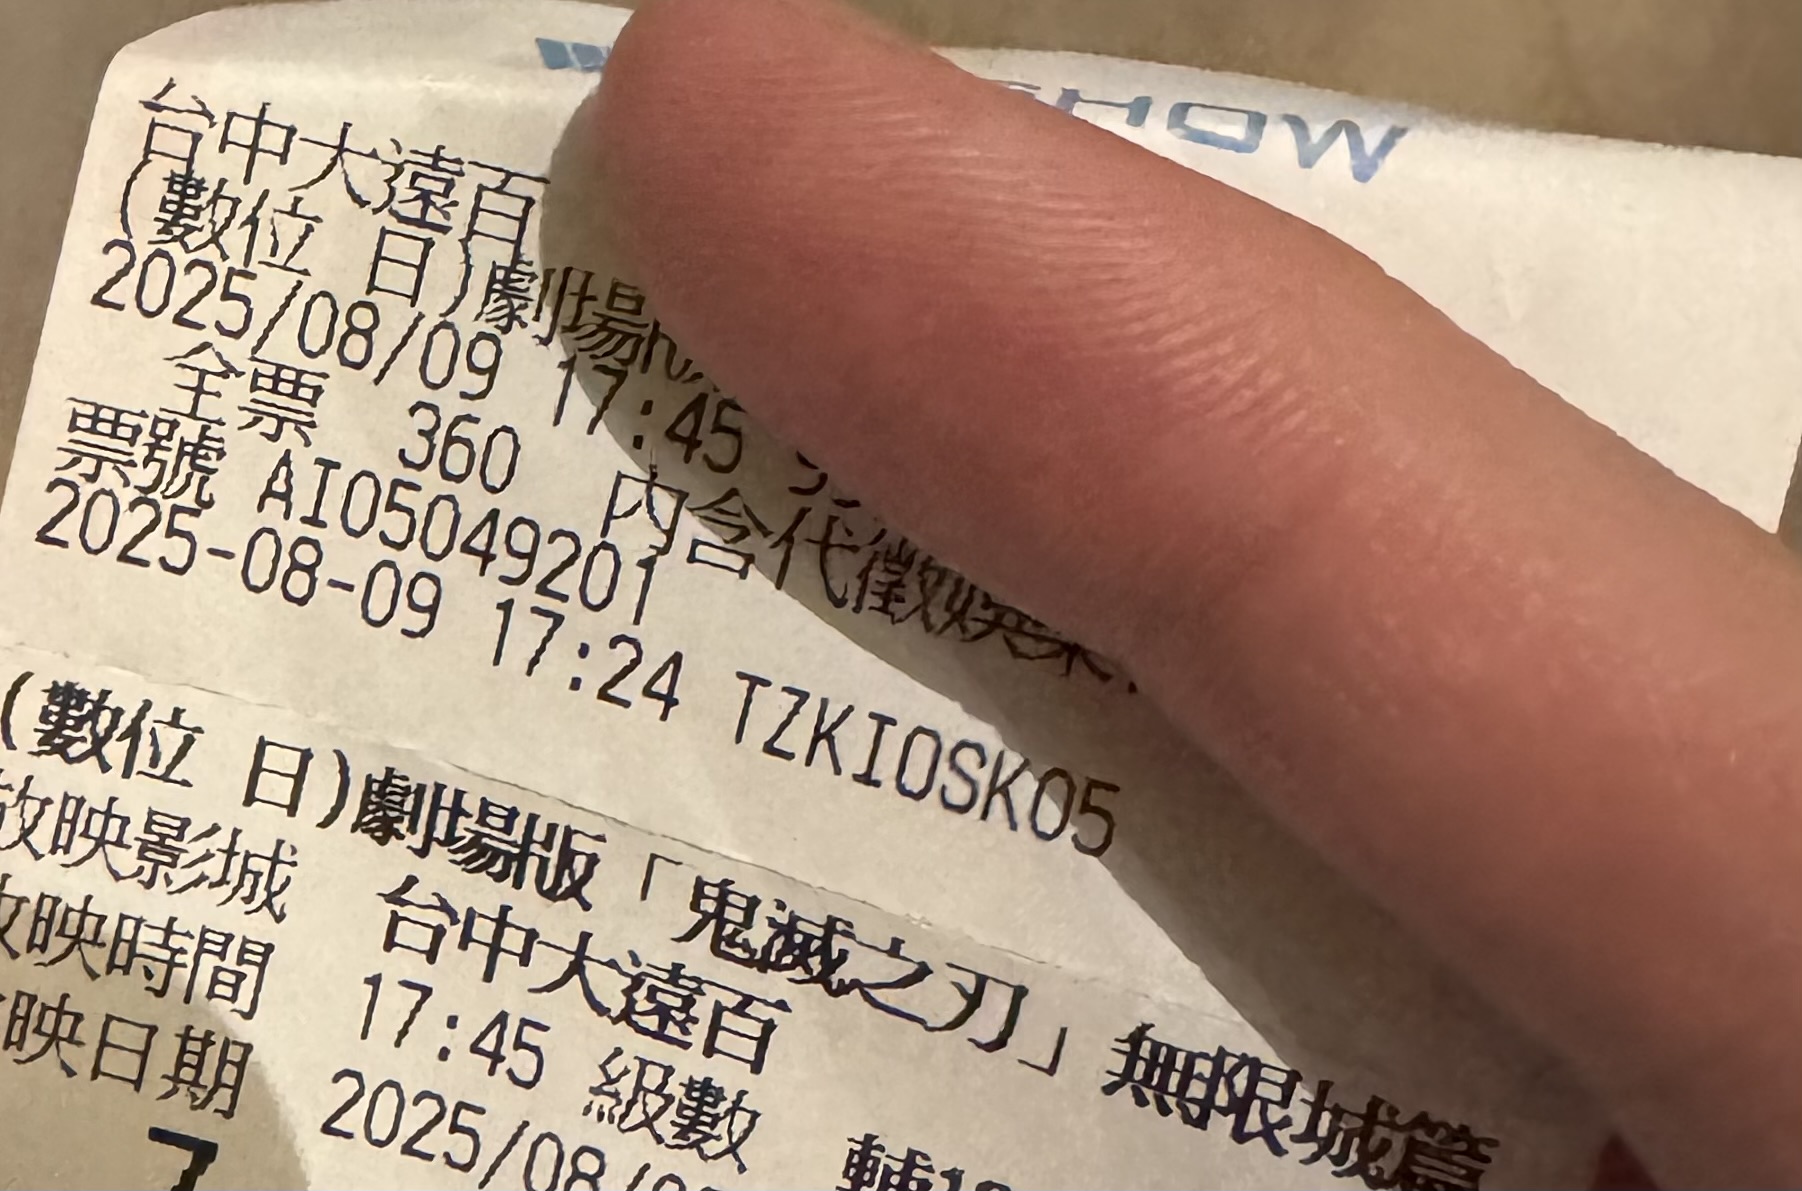 SHOW
台中大遠百
(數位 日)劇場
2025/08/09 17:45
全票 360 內含代徵娛樂
票號 AI05049201
2025-08-09 17:24 TZKIOSK05
(數位 日)劇場版「鬼滅之刃」無限城篇
放映影城 台中大遠百
放映時間 17:45 級數
映日期 2025/08/
7